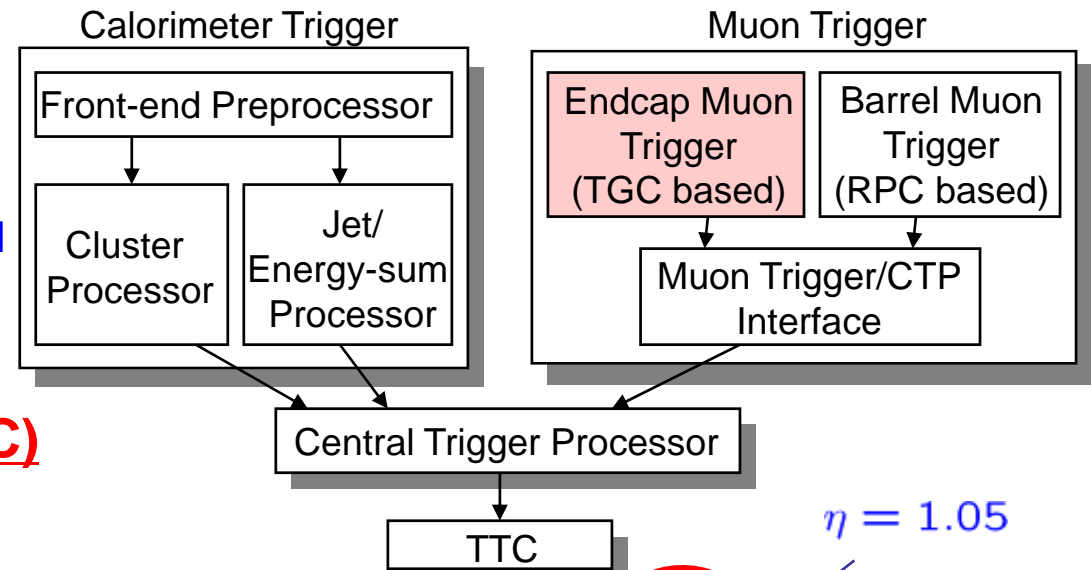 Calorimeter Trigger
Front-end Preprocessor
Cluster
Processor
Jet/
Energy-sum
Processor
Muon Trigger
Endcap Muon
Trigger
(TGC based)
Barrel Muon
Trigger
(RPC based)
Muon Trigger/CTP
Interface
C)
Central Trigger Processor
TTC
η = 1.05